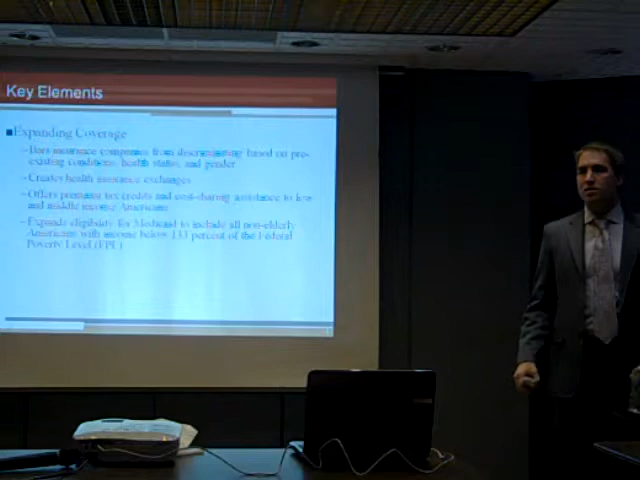 Key Elements
■Expanding Coverage
–Bars insurance companies from discriminating based on pre-
existing conditions, health status, and gender
–Creates health insurance exchanges
–Offers premium tax credits and cost-sharing assistance to low
and middle income Americans
–Expands eligibility for Medicaid to include all non-elderly
Americans with income below 133 percent of the Federal
Poverty Level (FPL)